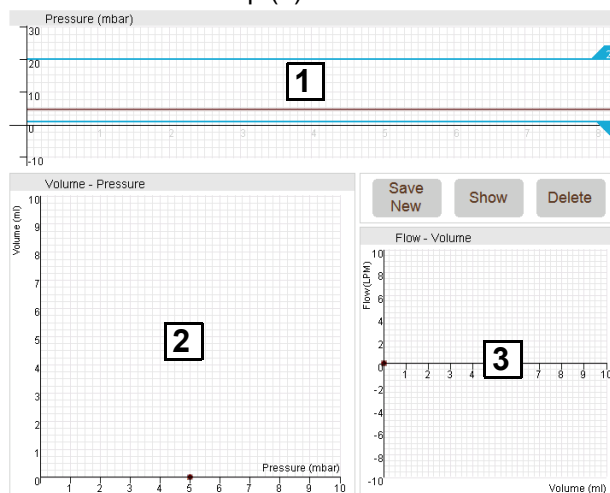 Pressure (mbar)
30
20
10
0
-10
1 2 3 4 5 6 7 8
1
Volume - Pressure
Volume (ml)
10
9
8
7
6
5
4
3
2
1
0
1 2 3 4 5 6 7 8 9 10
Pressure (mbar)
2
Save New
Show
Delete
Flow - Volume
Flow(LPM)
10
8
6
4
2
0
-2
-4
-6
-8
-10
1 2 3 4 7 8 9 10
Volume (ml)
3